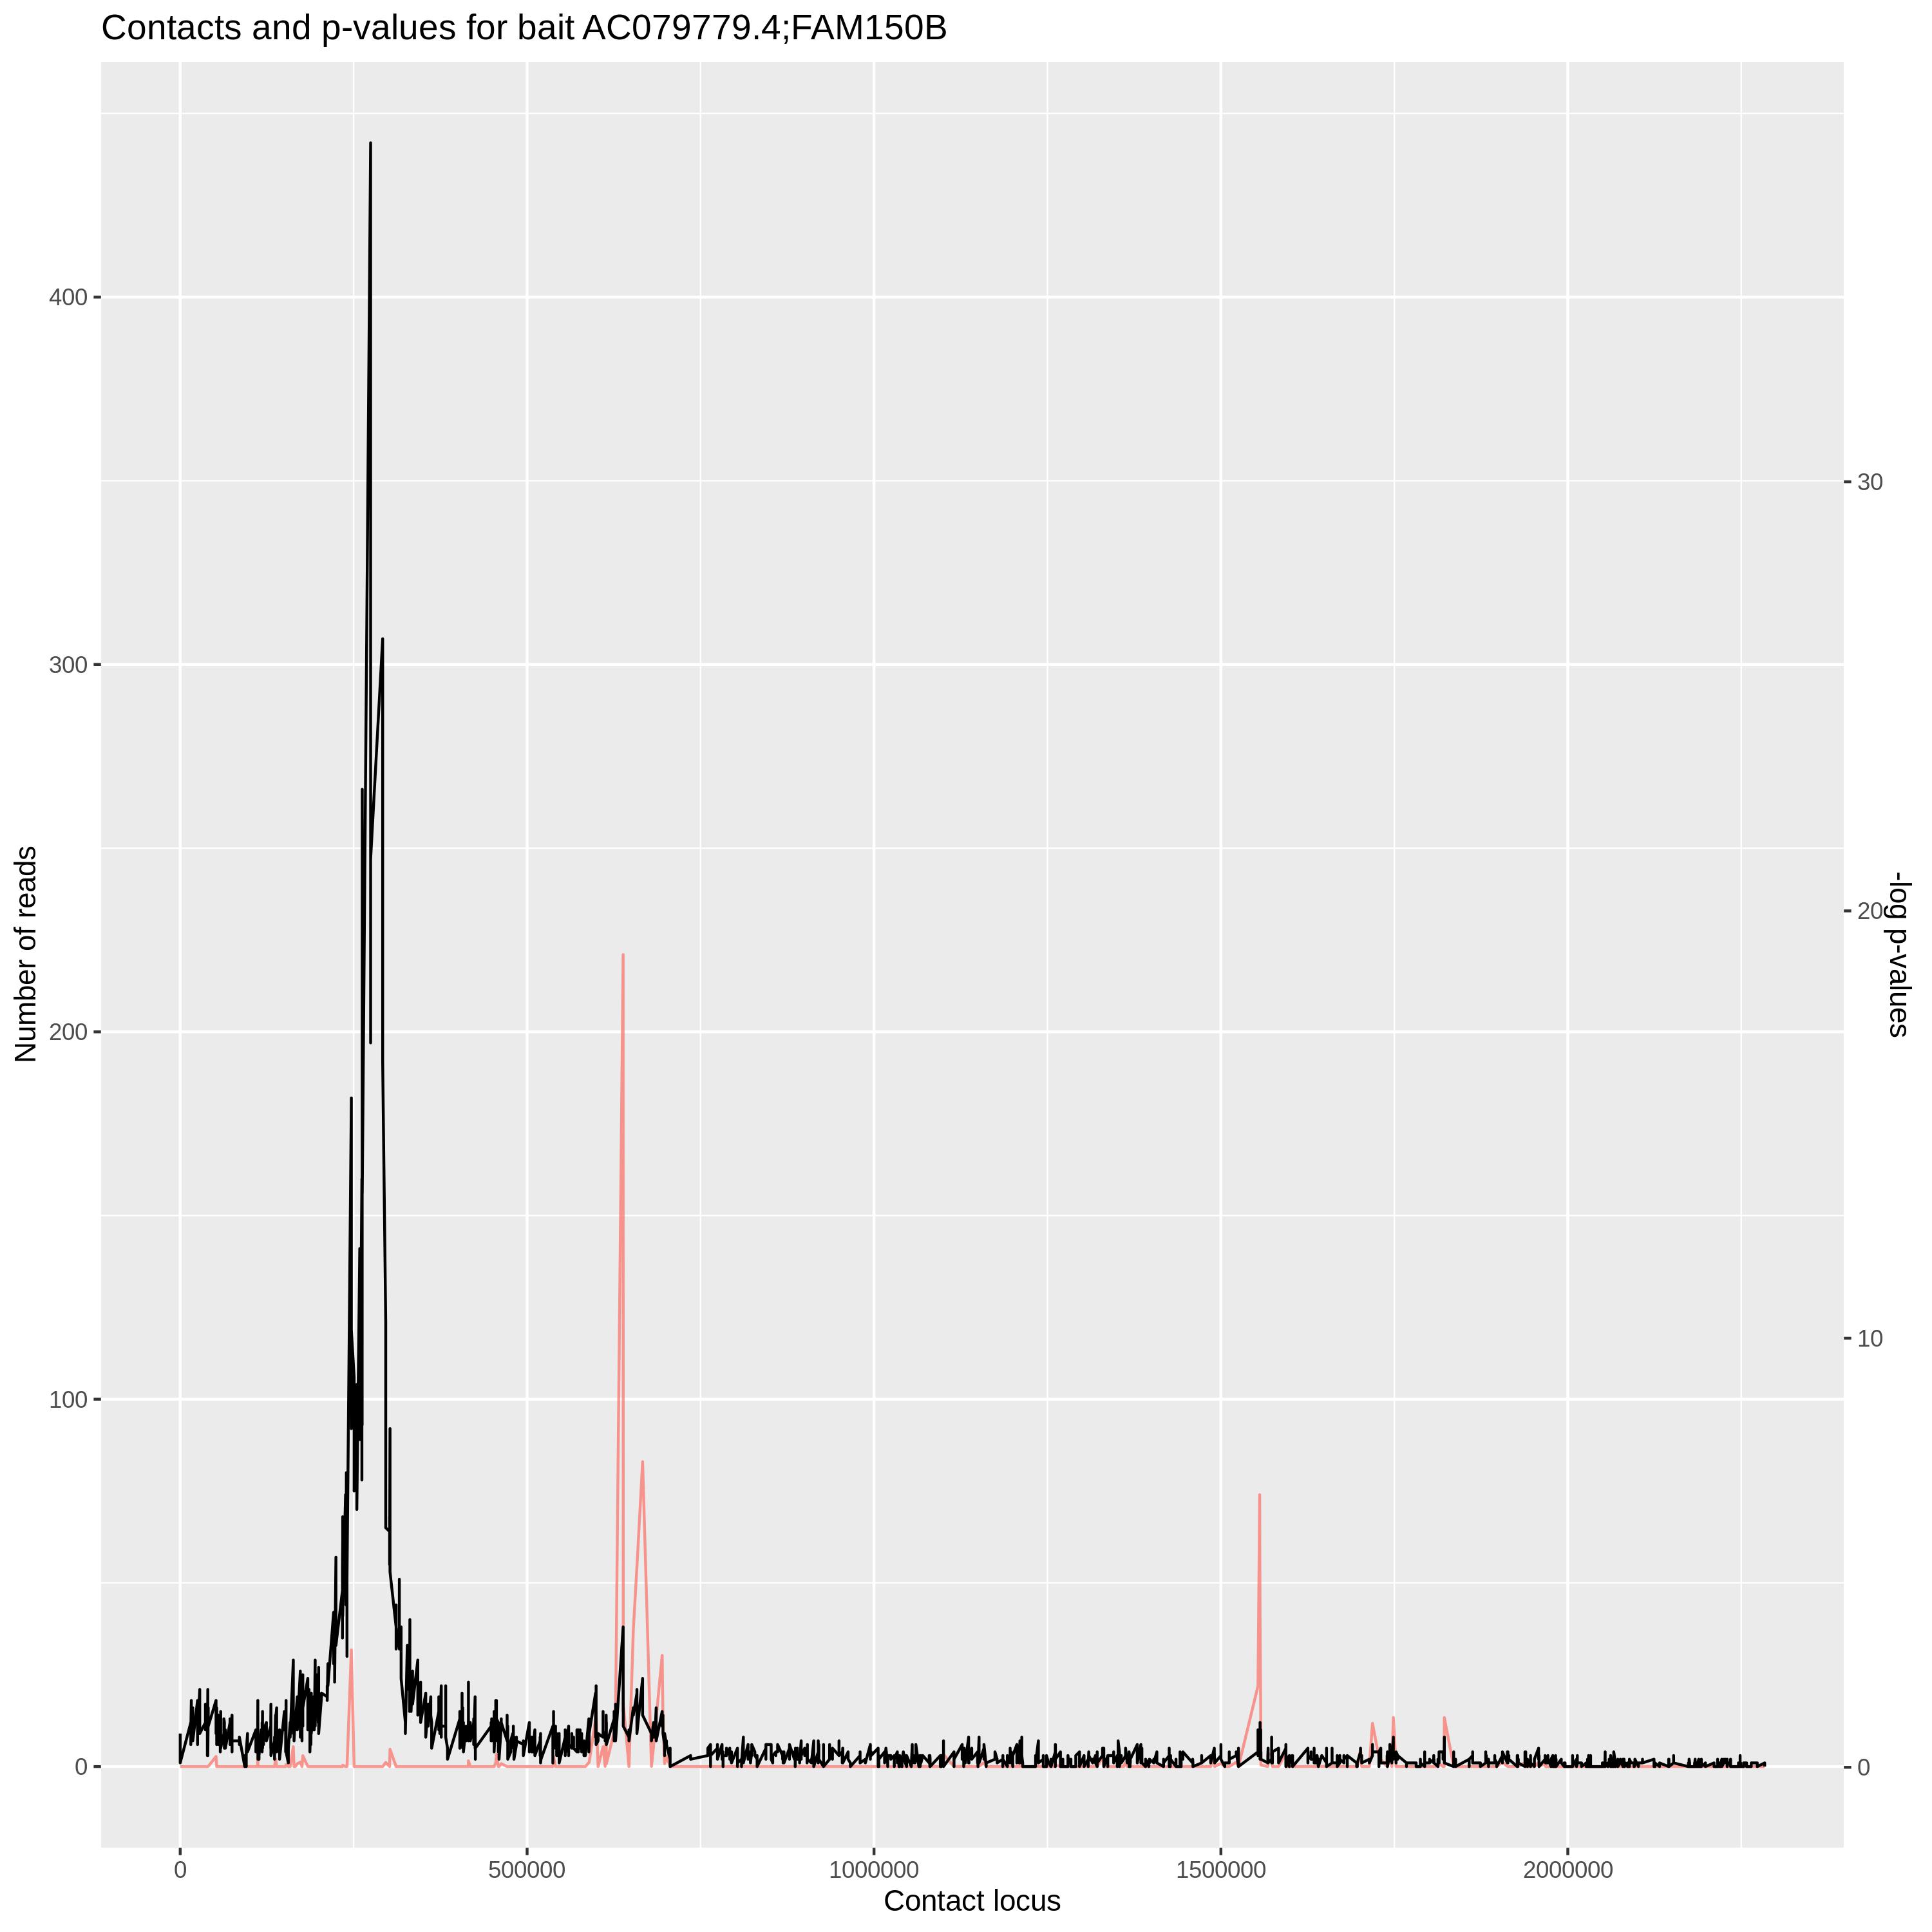 Contacts and p-values for bait AC079779.4;FAM150B
Number of reads
400
300
200
100
0
30
20
10
0
-log p-values
0 500000 1000000 1500000 2000000
Contact locus